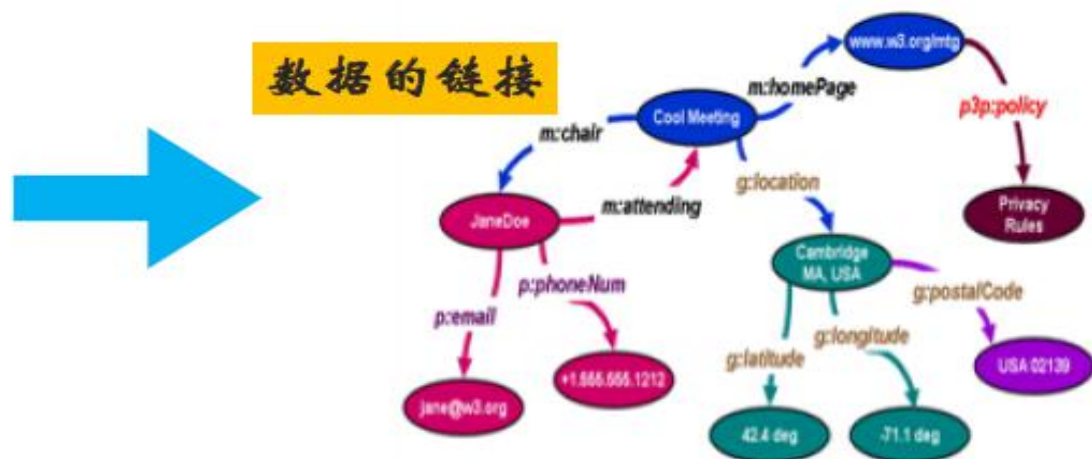 数据的链接
www.w3.org/mtg
m:homePage
Cool Meeting
p3p:policy
m:chair
g:location
m:attending
JaneDoe
Privacy
Rules
Cambridge
MA, USA
p:phoneNum
g:postalCode
p:email
g:longitude
g:latitude
USA 02139
+1.555.555.1212
jane@w3.org
42.4 deg
-71.1 deg